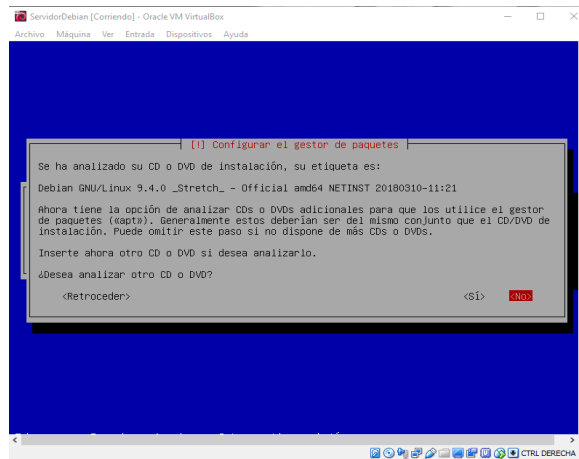 ServidorDebian [Corriendo] - Oracle VM VirtualBox
Archivo Máquina Ver Entrada Dispositivos Ayuda
[!] Configurar el gestor de paquetes
Se ha analizado su CD o DVD de instalación, su etiqueta es:
Debian GNU/Linux 9.4.0 _Stretch_ - Official amd64 NETINST 20180310-11:21
Ahora tiene la opción de analizar CDs o DVDs adicionales para que los utilice el gestor
de paquetes («apt»). Generalmente estos deberían ser del mismo conjunto que el CD/DVD de
instalación. Puede omitir este paso si no dispone de más CDs o DVDs.
Inserte ahora otro CD o DVD si desea analizarlo.
¿Desea analizar otro CD o DVD?
<Retroceder> <Sí> <No>
CTRL DERECHA